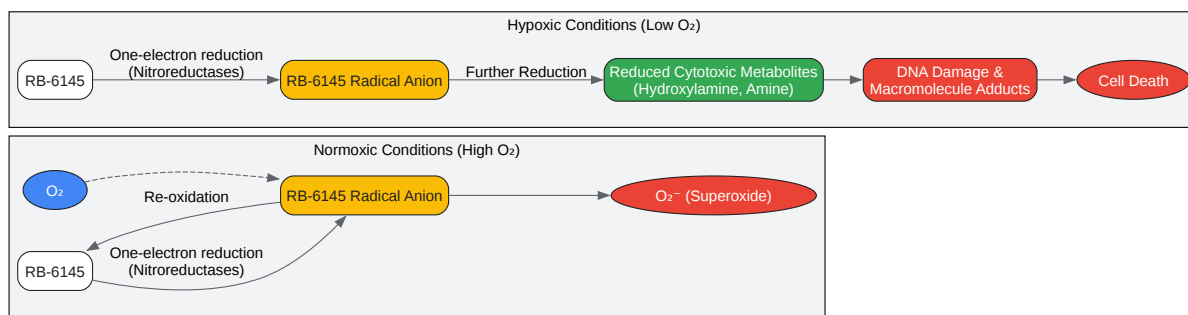 Hypoxic Conditions (Low O₂)
RB-6145
One-electron reduction
(Nitroreductases)
RB-6145 Radical Anion
Further Reduction
Reduced Cytotoxic Metabolites
(Hydroxylamine, Amine)
DNA Damage &
Macromolecule Adducts
Cell Death
Normoxic Conditions (High O₂)
O₂
Re-oxidation
RB-6145 Radical Anion
O₂⁻ (Superoxide)
RB-6145
One-electron reduction
(Nitroreductases)